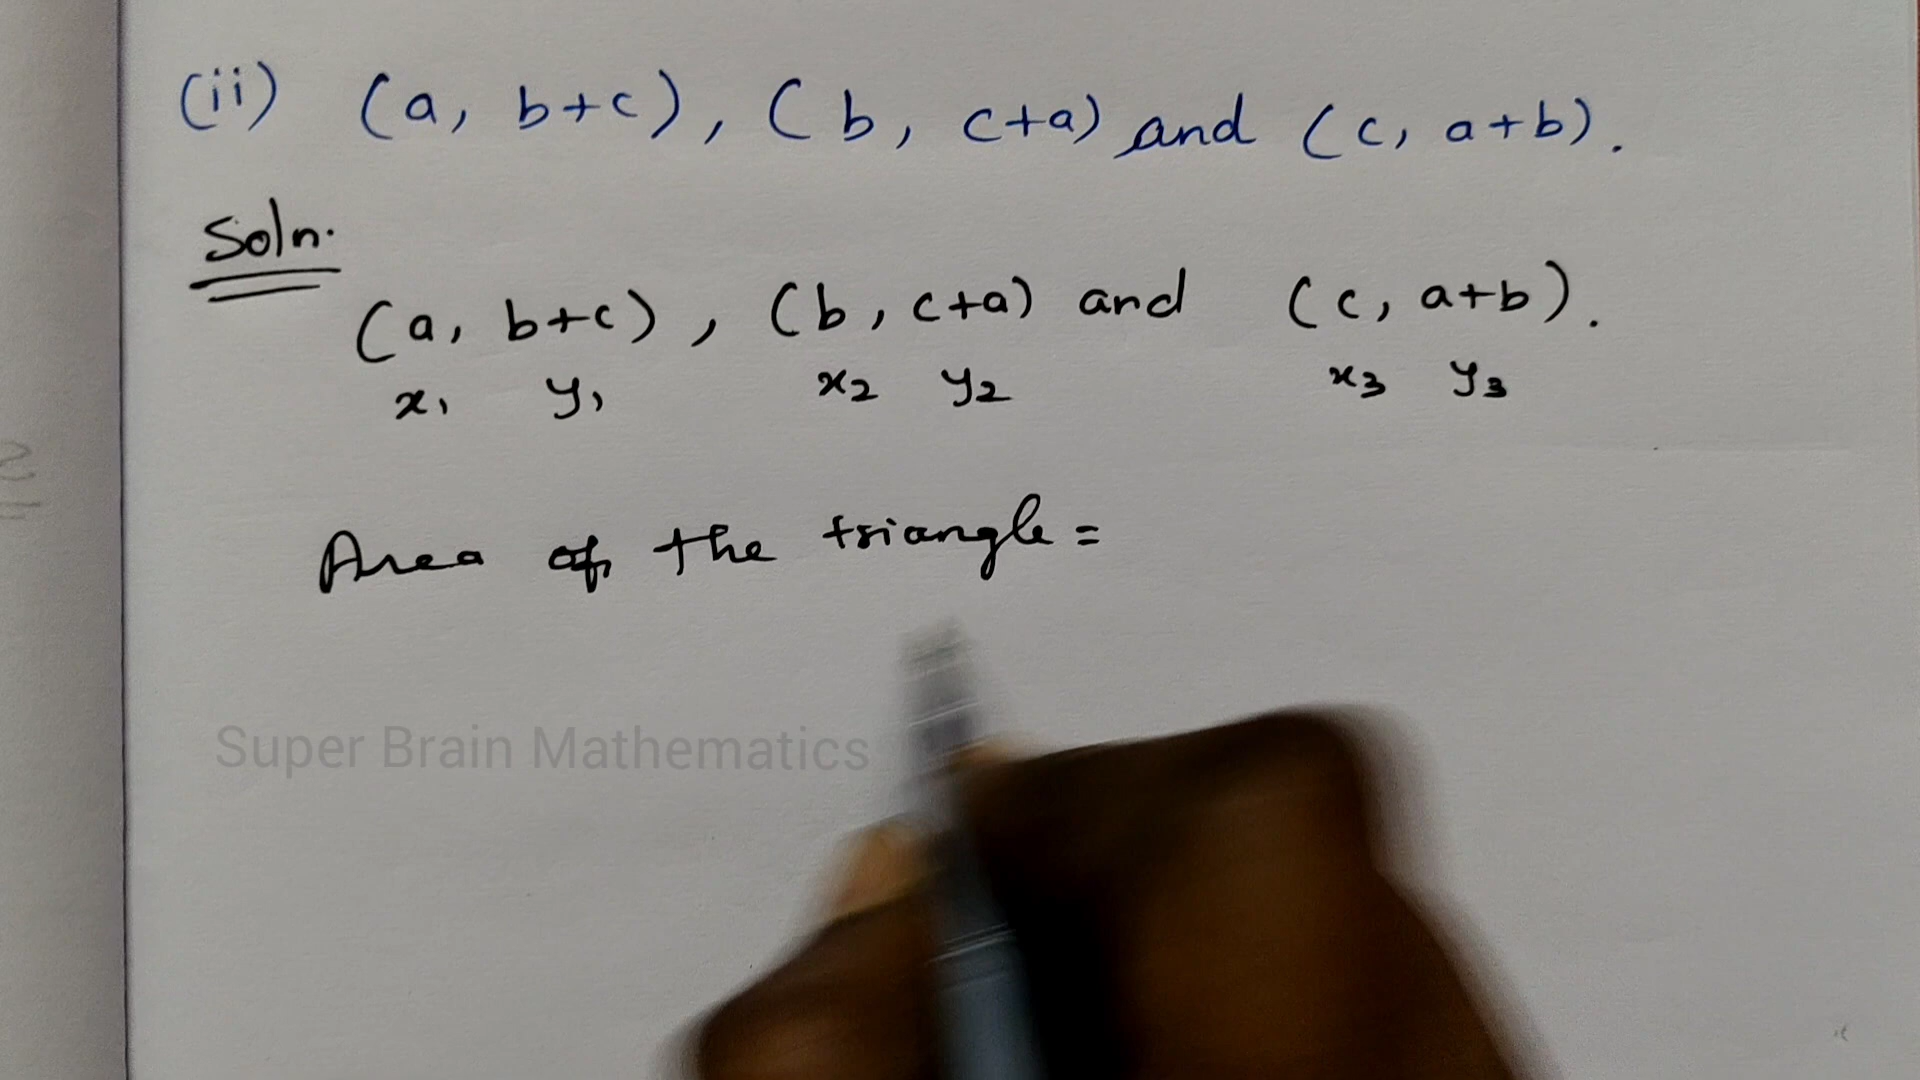 (ii) (a, b+c), (b, c+a) and (c, a+b).
Soln.
(a, b+c), (b, c+a) and (c, a+b).
x₁ y₁ x₂ y₂ x₃ y₃
Area of the triangle =
Super Brain Mathematics